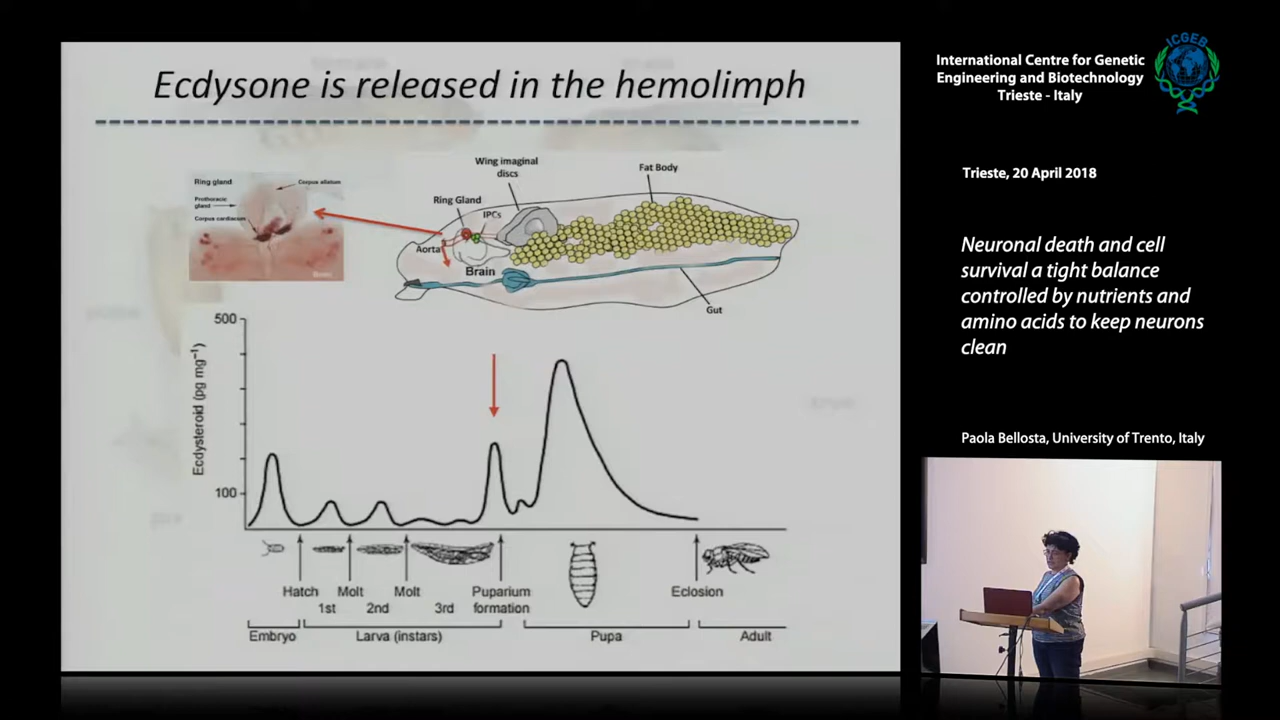 Ecdysone is released in the hemolimph
Ring gland
Corpus allatum
Prothoracic
gland
Corpus cardiacum
Brain
Wing imaginal
discs
Fat Body
Ring Gland
IPCs
Aorta
Brain
Gut
Ecdysteroid (pg mg⁻¹)
500
100
Hatch
Molt
Molt
Puparium
formation
Eclosion
1st
2nd
3rd
Embryo
Larva (instars)
Pupa
Adult
International Centre for Genetic
Engineering and Biotechnology
Trieste - Italy
ICGEB
Trieste, 20 April 2018
Neuronal death and cell
survival a tight balance
controlled by nutrients and
amino acids to keep neurons
clean
Paola Bellosta, University of Trento, Italy